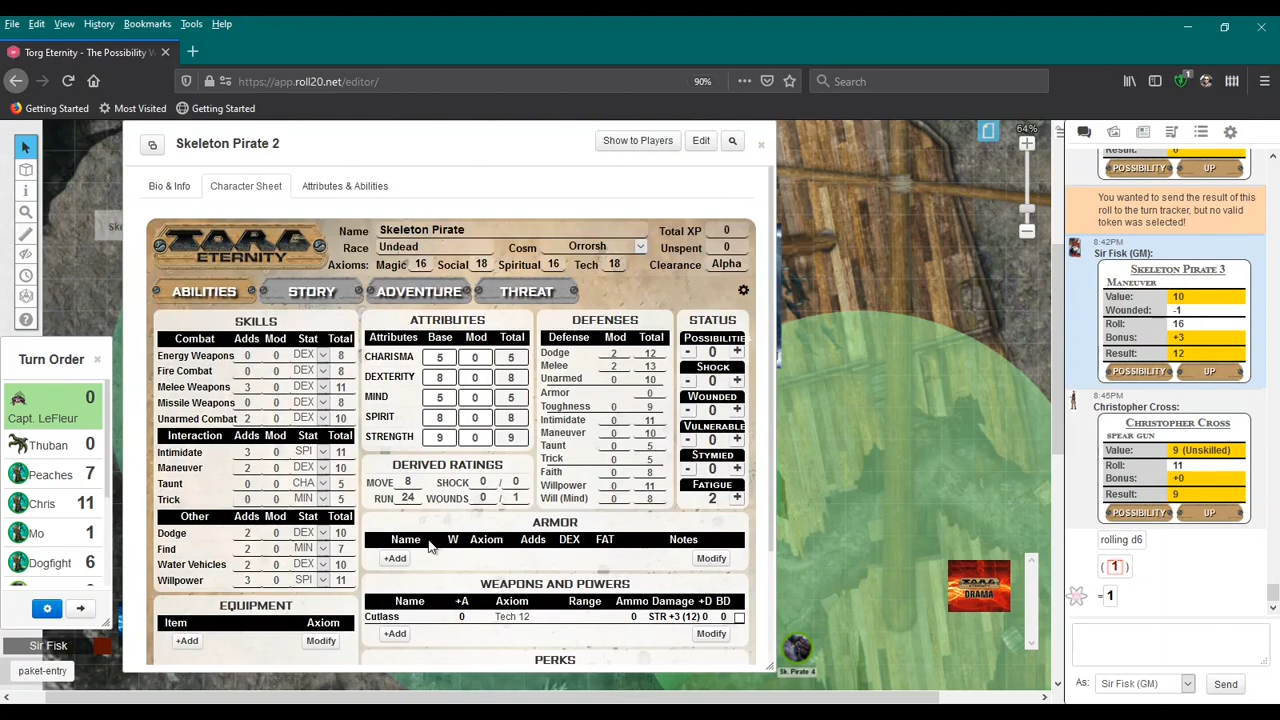 File Edit View History Bookmarks Tools Help
Torg Eternity - The Possibility W
https://app.roll20.net/editor/
90%
Search
Getting Started Most Visited Getting Started
Skeleton Pirate 2
Show to Players Edit
Bio & Info Character Sheet Attributes & Abilities
TORG ETERNITY
Name Skeleton Pirate Total XP 0
Race Undead Cosm Orrorsh Unspent 0
Axioms: Magic 16 Social 18 Spiritual 16 Tech 18 Clearance Alpha
ABILITIES STORY ADVENTURE THREAT
SKILLS
Combat Adds Mod Stat Total
Energy Weapons 0 0 DEX 8
Fire Combat 0 0 DEX 8
Melee Weapons 3 0 DEX 11
Missile Weapons 0 0 DEX 8
Unarmed Combat 2 0 DEX 10
Interaction Adds Mod Stat Total
Intimidate 3 0 SPI 11
Maneuver 2 0 DEX 10
Taunt 0 0 CHA 5
Trick 0 0 MIN 5
Other Adds Mod Stat Total
Dodge 2 0 DEX 10
Find 2 0 MIN 7
Water Vehicles 2 0 DEX 10
Willpower 3 0 SPI 11
EQUIPMENT
Item Axiom
+Add Modify
ATTRIBUTES
Attributes Base Mod Total
CHARISMA 5 0 5
DEXTERITY 8 0 8
MIND 5 0 5
SPIRIT 8 0 8
STRENGTH 9 0 9
DERIVED RATINGS
MOVE 8 SHOCK 0 / 0
RUN 24 WOUNDS 0 / 1
DEFENSES
Defense Mod Total
Dodge 2 12
Melee 2 13
Unarmed 0 10
Armor 0
Toughness 0 9
Intimidate 0 11
Maneuver 0 10
Taunt 0 5
Trick 0 5
Faith 0 8
Willpower 0 11
Will (Mind) 0 8
STATUS
POSSIBILITIE
- 0 +
SHOCK
- 0 +
WOUNDED
- 0 +
VULNERABLE
- 0 +
STYMIED
- 0 +
FATIGUE
2 +
ARMOR
Name W Axiom Adds DEX FAT Notes
+Add Modify
WEAPONS AND POWERS
Name +A Axiom Range Ammo Damage +D BD
Cutlass 0 Tech 12 0 STR +3 (12) 0 0
+Add Modify
PERKS
Turn Order
Capt. LeFleur 0
Thuban 0
Peaches 7
Chris 11
Mo 1
Dogfight 6
Sir Fisk
paket-entry
64%
TORG ETERNITY
DRAMA
Sk. Pirate 4
Result: 0
POSSIBILITY UP
You wanted to send the result of this
roll to the turn tracker, but no valid
token was selected!
8:42PM
Sir Fisk (GM):
SKELETON PIRATE 3
MANEUVER
Value: 10
Wounded: -1
Roll: 16
Bonus: +3
Result: 12
POSSIBILITY UP
8:45PM
Christopher Cross:
CHRISTOPHER CROSS
SPEAR GUN
Value: 9 (Unskilled)
Roll: 11
Bonus: +0
Result: 9
POSSIBILITY UP
rolling d6
( 1 )
= 1
As: Sir Fisk (GM) Send